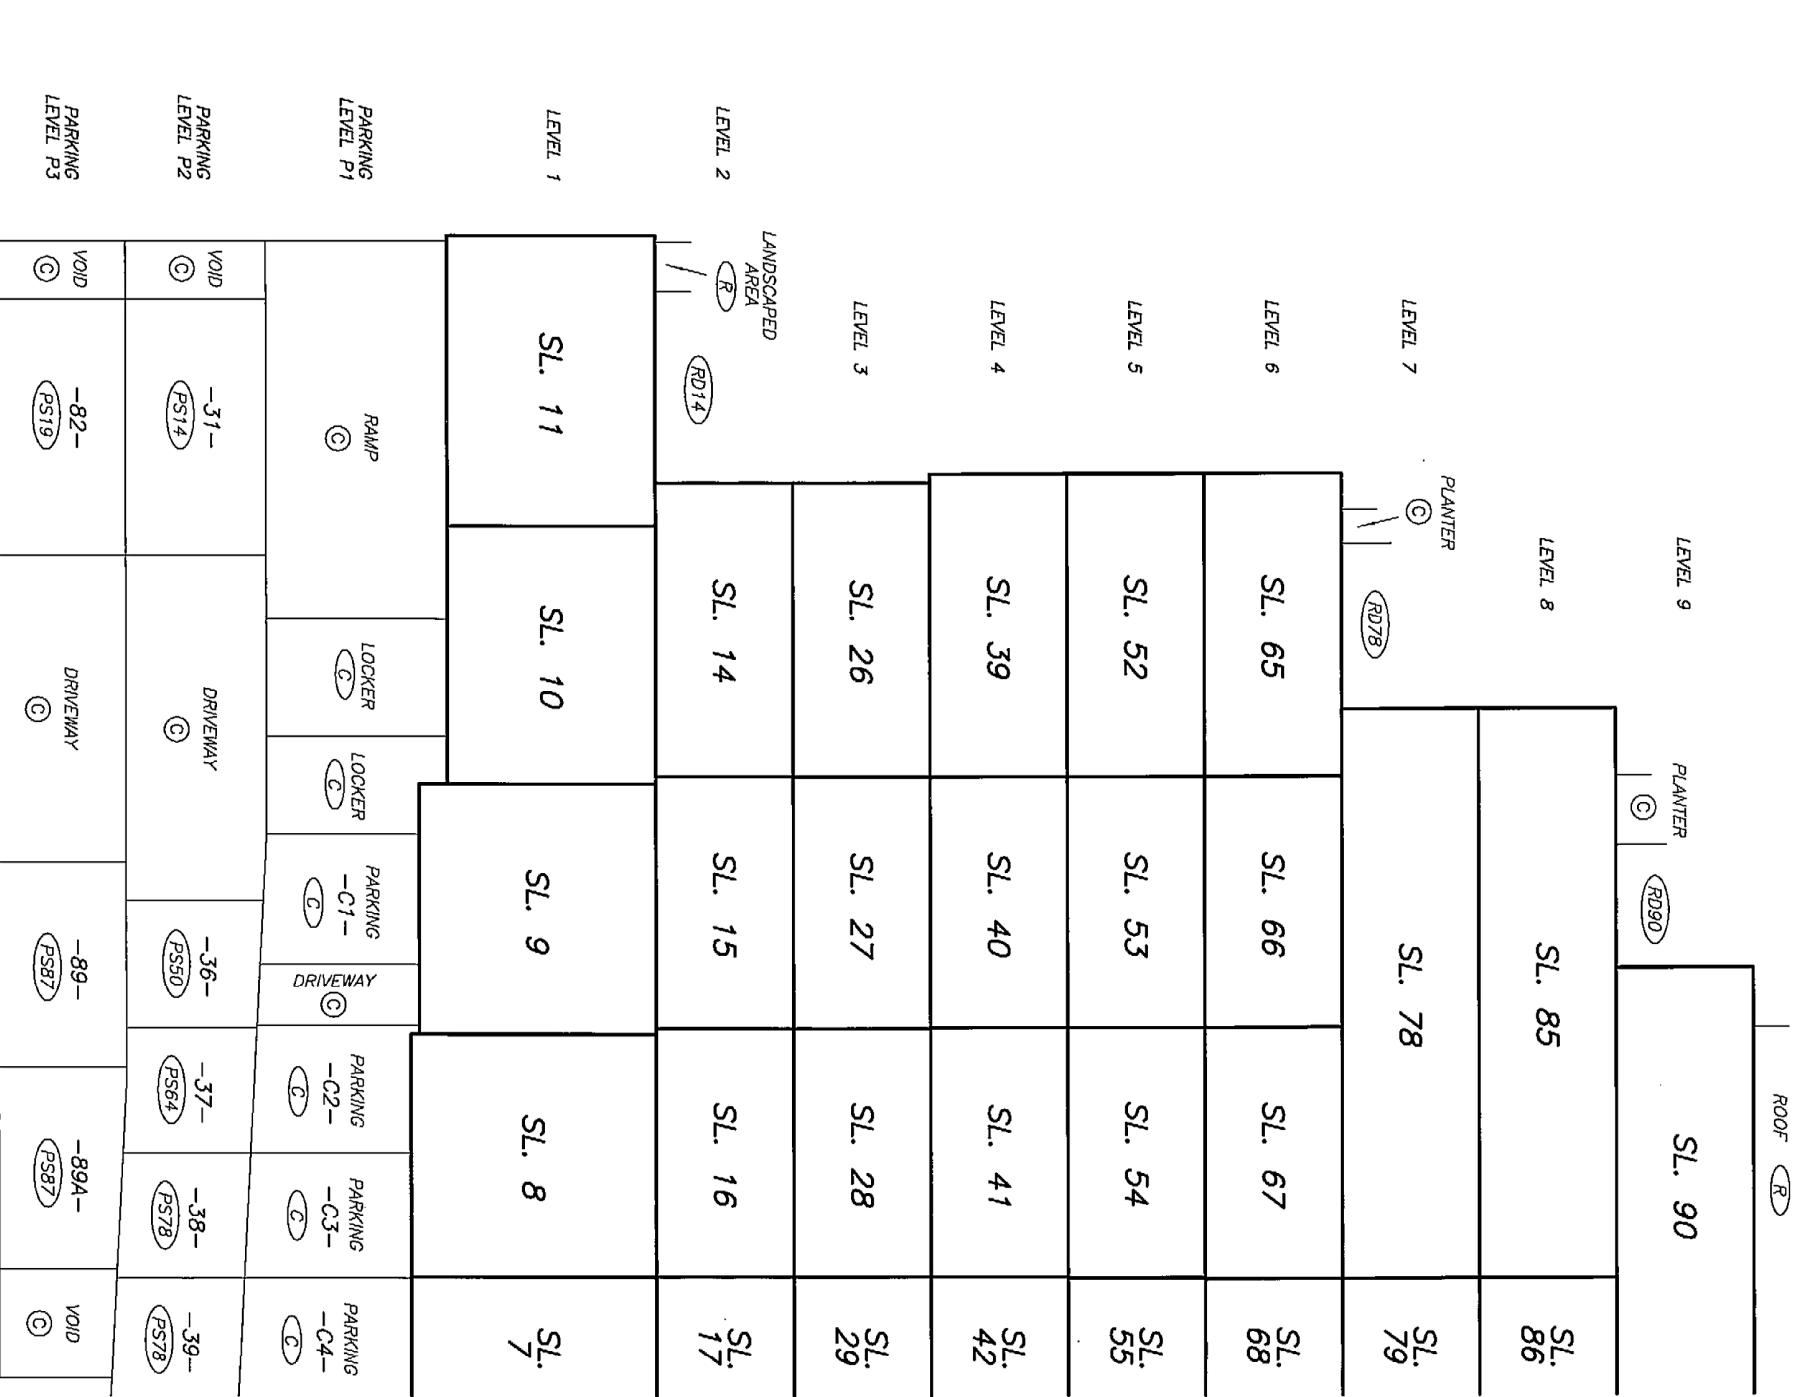 ROOF R
LEVEL 9
PLANTER
C
RD90
SL. 90
LEVEL 8
SL. 85
SL.
86
LEVEL 7
PLANTER
C
RD78
SL. 78
SL.
79
LEVEL 6
SL. 65
SL. 66
SL. 67
SL.
68
LEVEL 5
SL. 52
SL. 53
SL. 54
SL.
55
LEVEL 4
SL. 39
SL. 40
SL. 41
SL.
42
LEVEL 3
SL. 26
SL. 27
SL. 28
SL.
29
LEVEL 2
LANDSCAPED
AREA
R
RD14
SL. 14
SL. 15
SL. 16
SL.
17
LEVEL 1
SL. 11
SL. 10
SL. 9
SL. 8
SL.
7
PARKING
LEVEL P1
RAMP
C
LOCKER
C
LOCKER
C
PARKING
-C1-
C
DRIVEWAY
C
PARKING
-C2-
C
PARKING
-C3-
C
PARKING
-C4-
C
PARKING
LEVEL P2
VOID
C
-31-
PS14
DRIVEWAY
C
-36-
PS50
-37-
PS64
-38-
PS78
-39-
PS78
PARKING
LEVEL P3
VOID
C
-82-
PS19
DRIVEWAY
C
-89-
PS87
-89A-
PS87
VOID
C